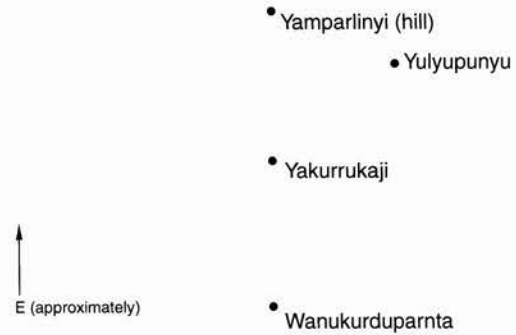 Yamparlinyi (hill)
Yulyupunyu
Yakurrukaji
E (approximately)
Wanukurduparnta